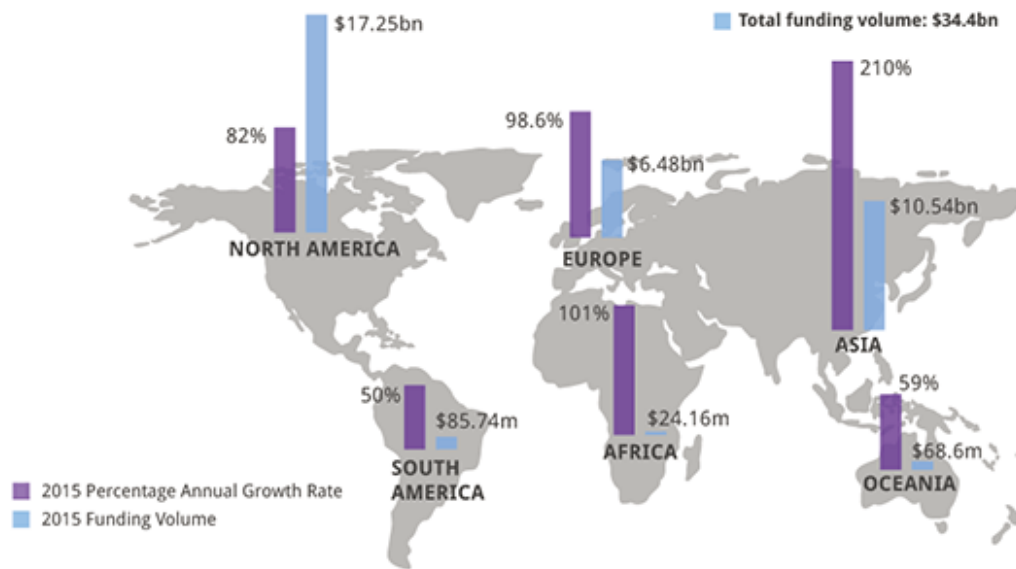 $17.25bn
Total funding volume: $34.4bn
82%
NORTH AMERICA
98.6%
$6.48bn
EUROPE
210%
$10.54bn
ASIA
50%
$85.74m
SOUTH
AMERICA
101%
$24.16m
AFRICA
59%
$68.6m
OCEANIA
2015 Percentage Annual Growth Rate
2015 Funding Volume